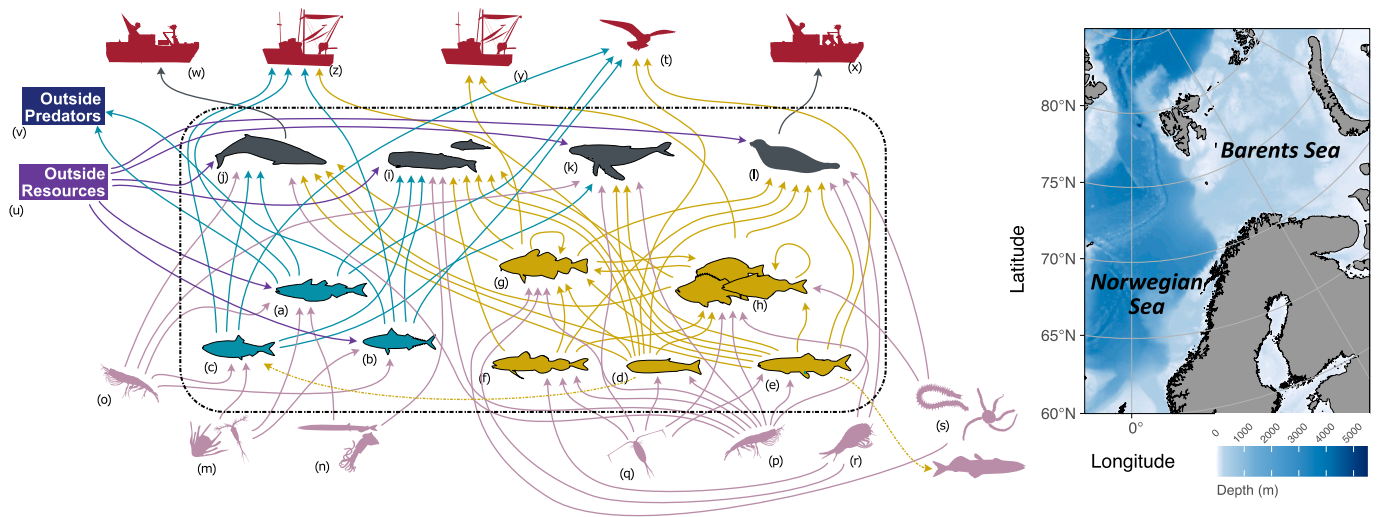 (w)
(z)
(y)
(t)
(x)
Outside
Predators
(v)
Outside
Resources
(u)
(j)
(i)
(k)
(l)
(g)
(a)
(h)
(c)
(b)
(f)
(d)
(e)
(o)
(m)
(n)
(q)
(p)
(r)
(s)
80°N
75°N
70°N
65°N
60°N
Latitude
Barents Sea
Norwegian
Sea
0°
Longitude
0
1000
2000
3000
4000
5000
Depth (m)